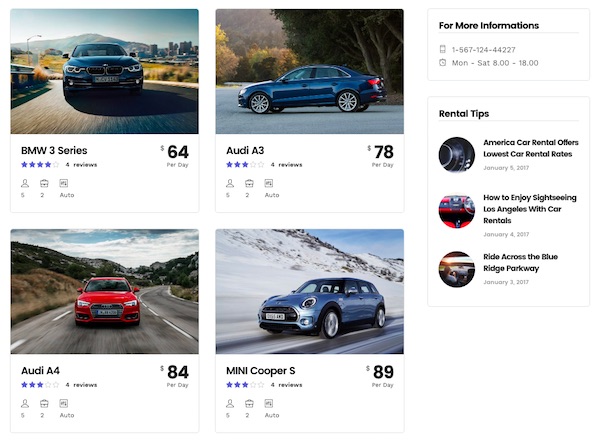 BMW 3 Series
$ 64
4 reviews
Per Day
5 2 Auto
Audi A3
$ 78
4 reviews
Per Day
5 2 Auto
Audi A4
$ 84
4 reviews
Per Day
5 2 Auto
MINI Cooper S
$ 89
4 reviews
Per Day
5 2 Auto
For More Informations
1-567-124-44227
Mon - Sat 8.00 - 18.00
Rental Tips
America Car Rental Offers
Lowest Car Rental Rates
January 5, 2017
How to Enjoy Sightseeing
Los Angeles With Car
Rentals
January 4, 2017
Ride Across the Blue
Ridge Parkway
January 3, 2017